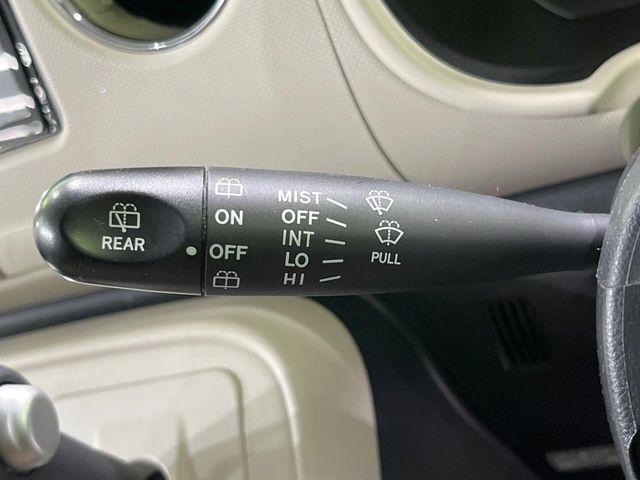 REAR
ON
OFF
MIST
OFF
INT
LO
HI
PULL